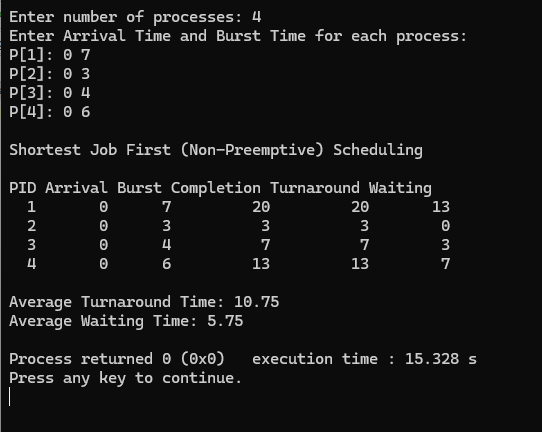 Enter number of processes: 4
Enter Arrival Time and Burst Time for each process:
P[1]: 0 7
P[2]: 0 3
P[3]: 0 4
P[4]: 0 6
Shortest Job First (Non-Preemptive) Scheduling
PID Arrival Burst Completion Turnaround Waiting
1 0 7 20 20 13
2 0 3 3 3 0
3 0 4 7 7 3
4 0 6 13 13 7
Average Turnaround Time: 10.75
Average Waiting Time: 5.75
Process returned 0 (0x0) execution time : 15.328 s
Press any key to continue.